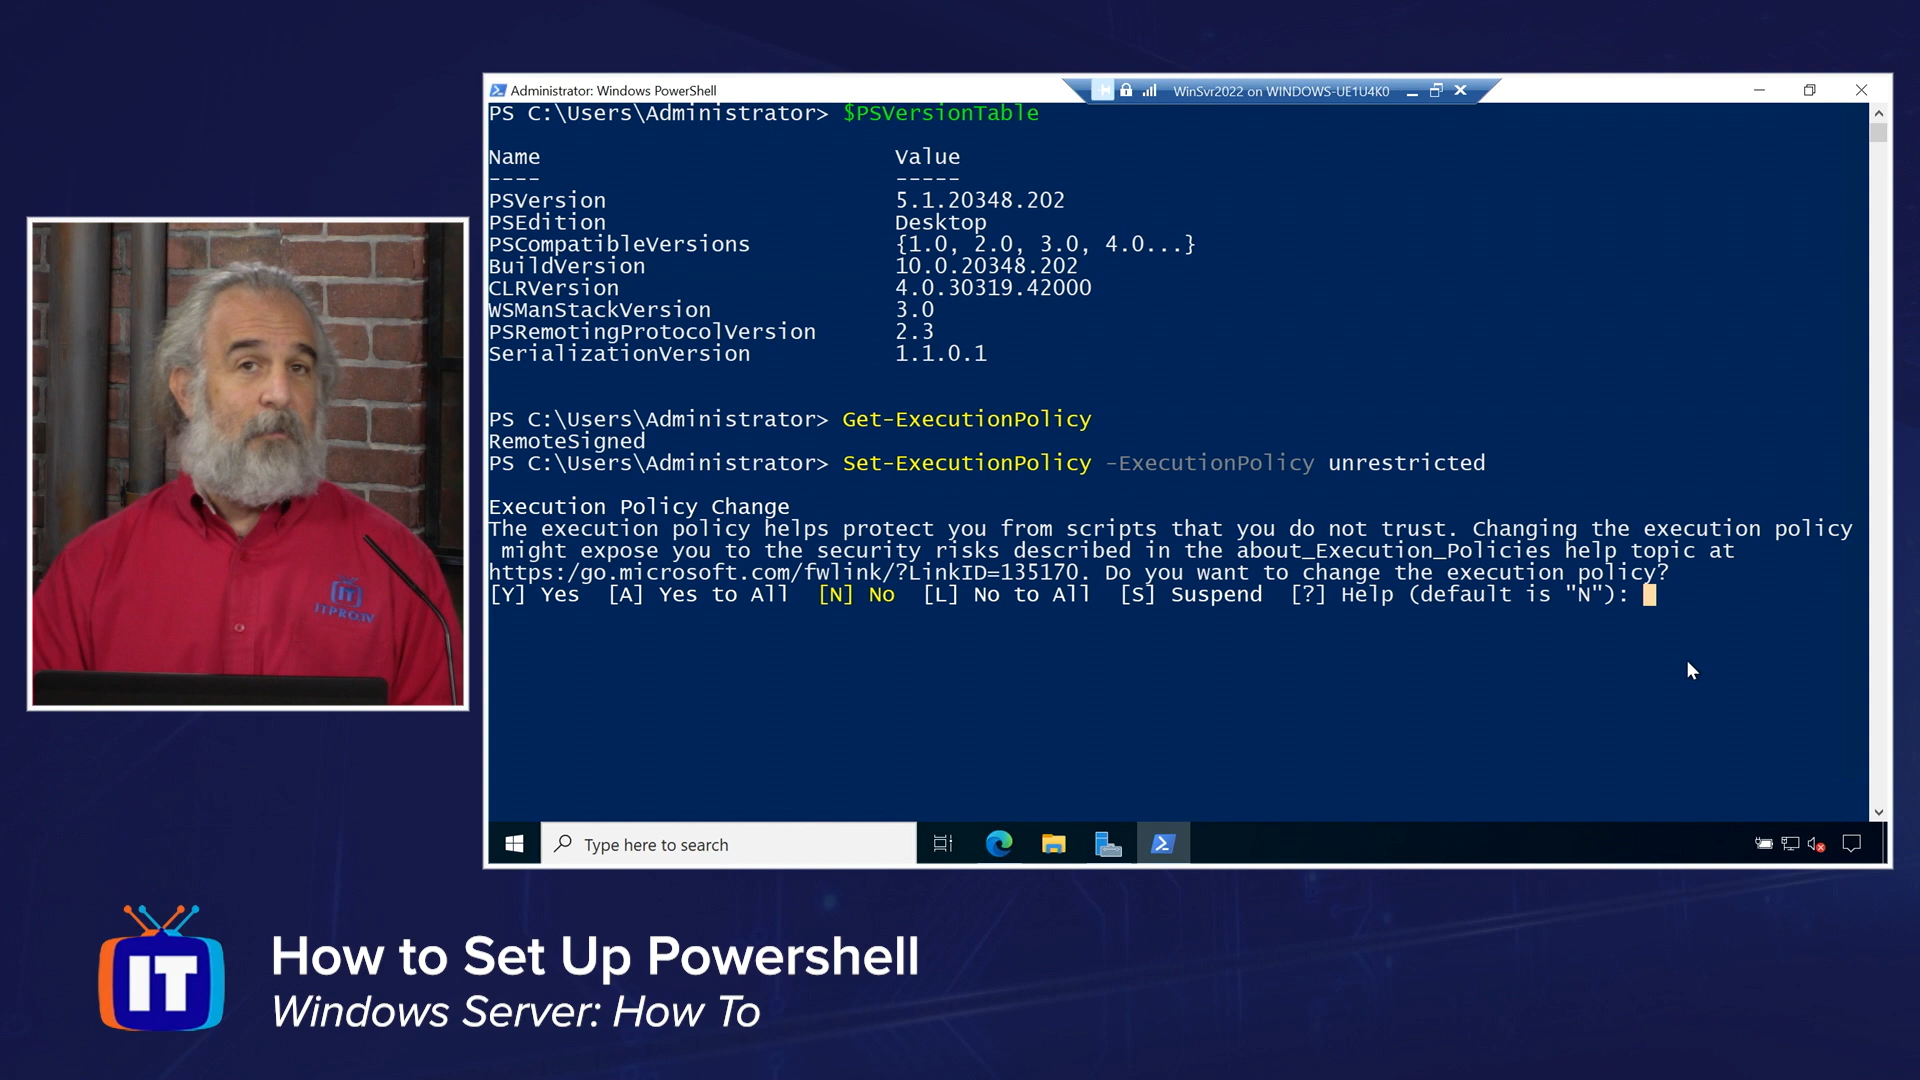 Administrator: Windows PowerShell
WinSvr2022 on WINDOWS-UE1U4K0
PS C:\Users\Administrator> $PSVersionTable
Name                           Value
----                           -----
PSVersion                      5.1.20348.202
PSEdition                      Desktop
PSCompatibleVersions           {1.0, 2.0, 3.0, 4.0...}
BuildVersion                   10.0.20348.202
CLRVersion                     4.0.30319.42000
WSManStackVersion              3.0
PSRemotingProtocolVersion      2.3
SerializationVersion           1.1.0.1
PS C:\Users\Administrator> Get-ExecutionPolicy
RemoteSigned
PS C:\Users\Administrator> Set-ExecutionPolicy -ExecutionPolicy unrestricted
Execution Policy Change
The execution policy helps protect you from scripts that you do not trust. Changing the execution policy
might expose you to the security risks described in the about_Execution_Policies help topic at
https:/go.microsoft.com/fwlink/?LinkID=135170. Do you want to change the execution policy?
[Y] Yes  [A] Yes to All  [N] No  [L] No to All  [S] Suspend  [?] Help (default is "N"):
IT
ITPRO.TV
Type here to search
IT
How to Set Up Powershell
Windows Server: How To